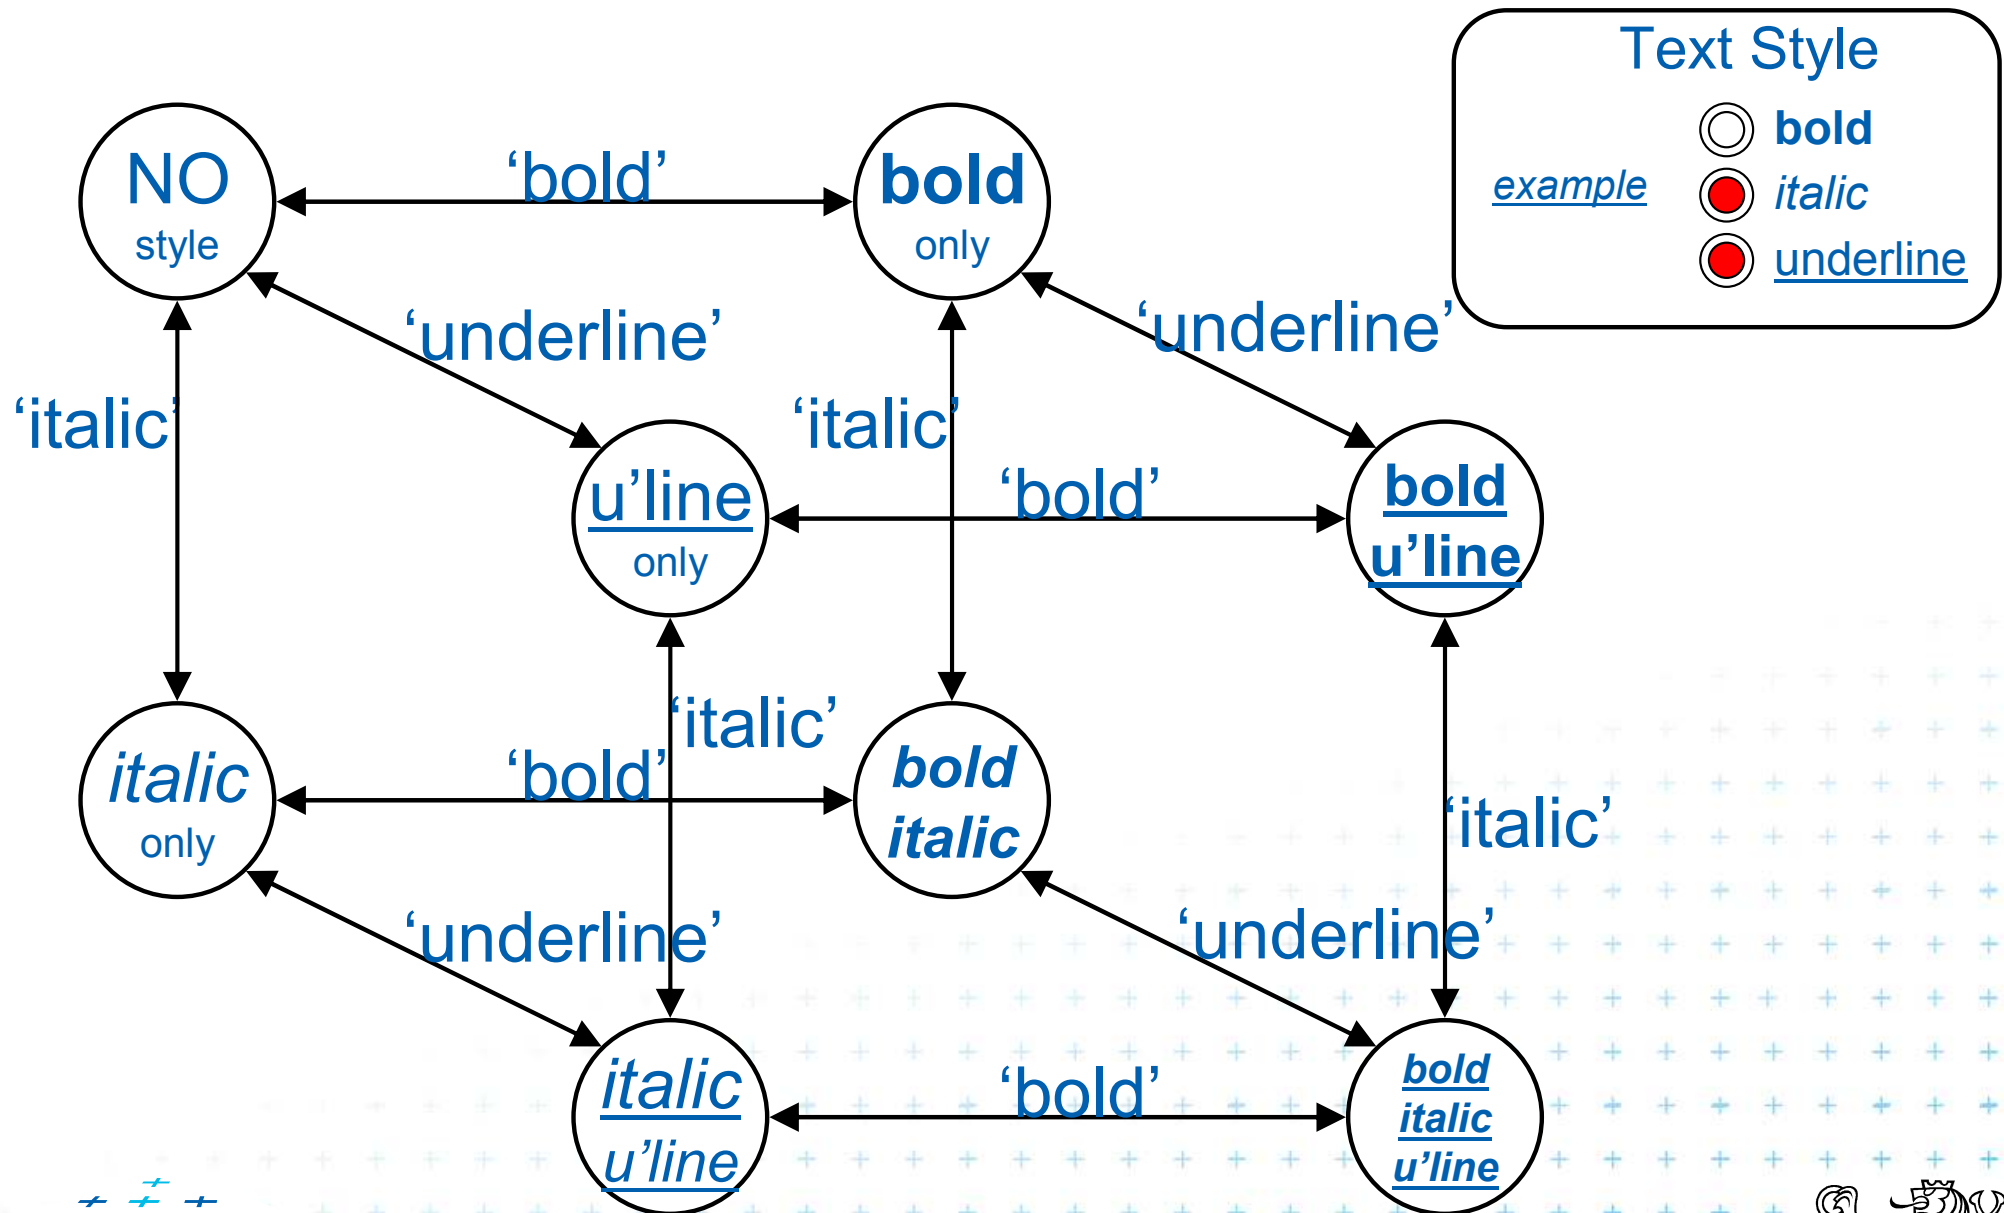 Text Style
bold
example
italic
underline
NO
style
‘bold’
bold
only
‘underline’
‘underline’
‘italic’
‘italic’
u’line
only
‘bold’
bold
u’line
italic
only
‘bold’
‘italic’
bold
italic
‘italic’
‘underline’
‘underline’
italic
u’line
‘bold’
bold
italic
u’line